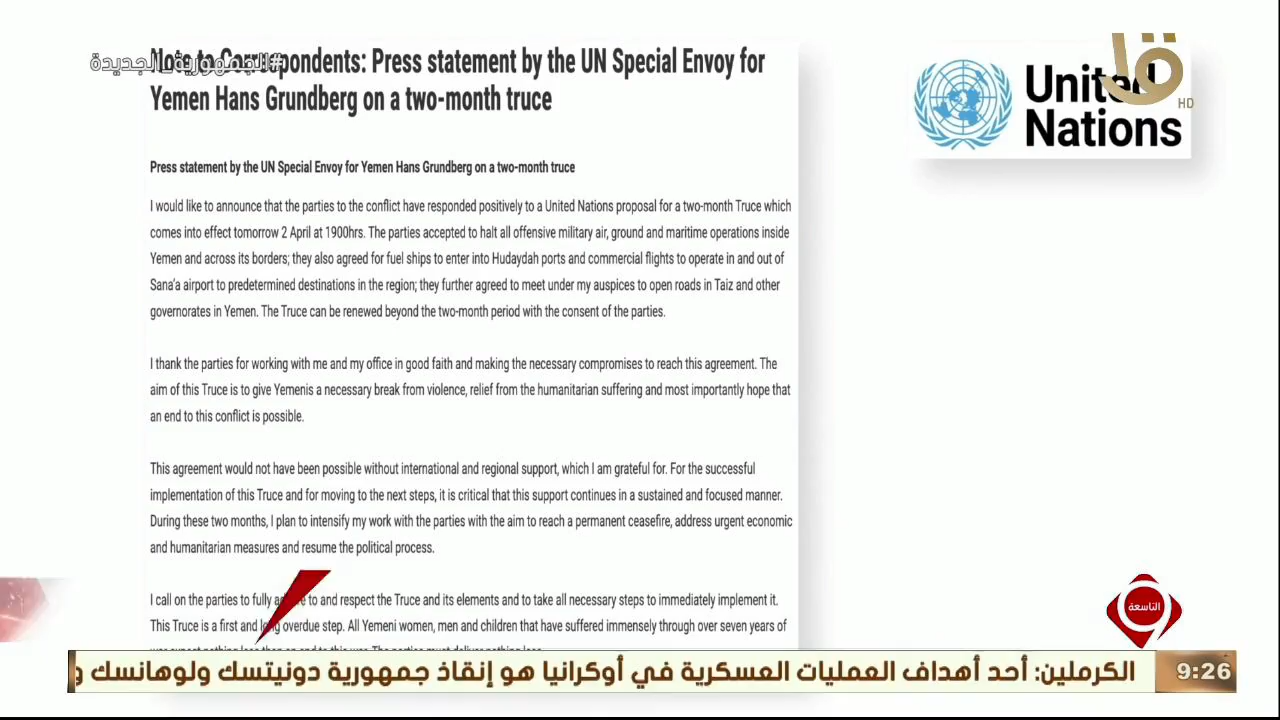 #الجمهورية_الجديدة
Note to Correspondents: Press statement by the UN Special Envoy for
Yemen Hans Grundberg on a two-month truce
United
Nations
HD
Press statement by the UN Special Envoy for Yemen Hans Grundberg on a two-month truce
I would like to announce that the parties to the conflict have responded positively to a United Nations proposal for a two-month Truce which
comes into effect tomorrow 2 April at 1900hrs. The parties accepted to halt all offensive military air, ground and maritime operations inside
Yemen and across its borders; they also agreed for fuel ships to enter into Hudaydah ports and commercial flights to operate in and out of
Sana'a airport to predetermined destinations in the region; they further agreed to meet under my auspices to open roads in Taiz and other
governorates in Yemen. The Truce can be renewed beyond the two-month period with the consent of the parties.
I thank the parties for working with me and my office in good faith and making the necessary compromises to reach this agreement. The
aim of this Truce is to give Yemenis a necessary break from violence, relief from the humanitarian suffering and most importantly hope that
an end to this conflict is possible.
This agreement would not have been possible without international and regional support, which I am grateful for. For the successful
implementation of this Truce and for moving to the next steps, it is critical that this support continues in a sustained and focused manner.
During these two months, I plan to intensify my work with the parties with the aim to reach a permanent ceasefire, address urgent economic
and humanitarian measures and resume the political process.
I call on the parties to fully to and respect the Truce and its elements and to take all necessary steps to immediately implement it.
This Truce is a first and long overdue step. All Yemeni women, men and children that have suffered immensely through over seven years of
التاسعة
9
الكرملين: أحد أهداف العمليات العسكرية في أوكرانيا هو إنقاذ جمهورية دونيتسك ولوهانسك و
9:26